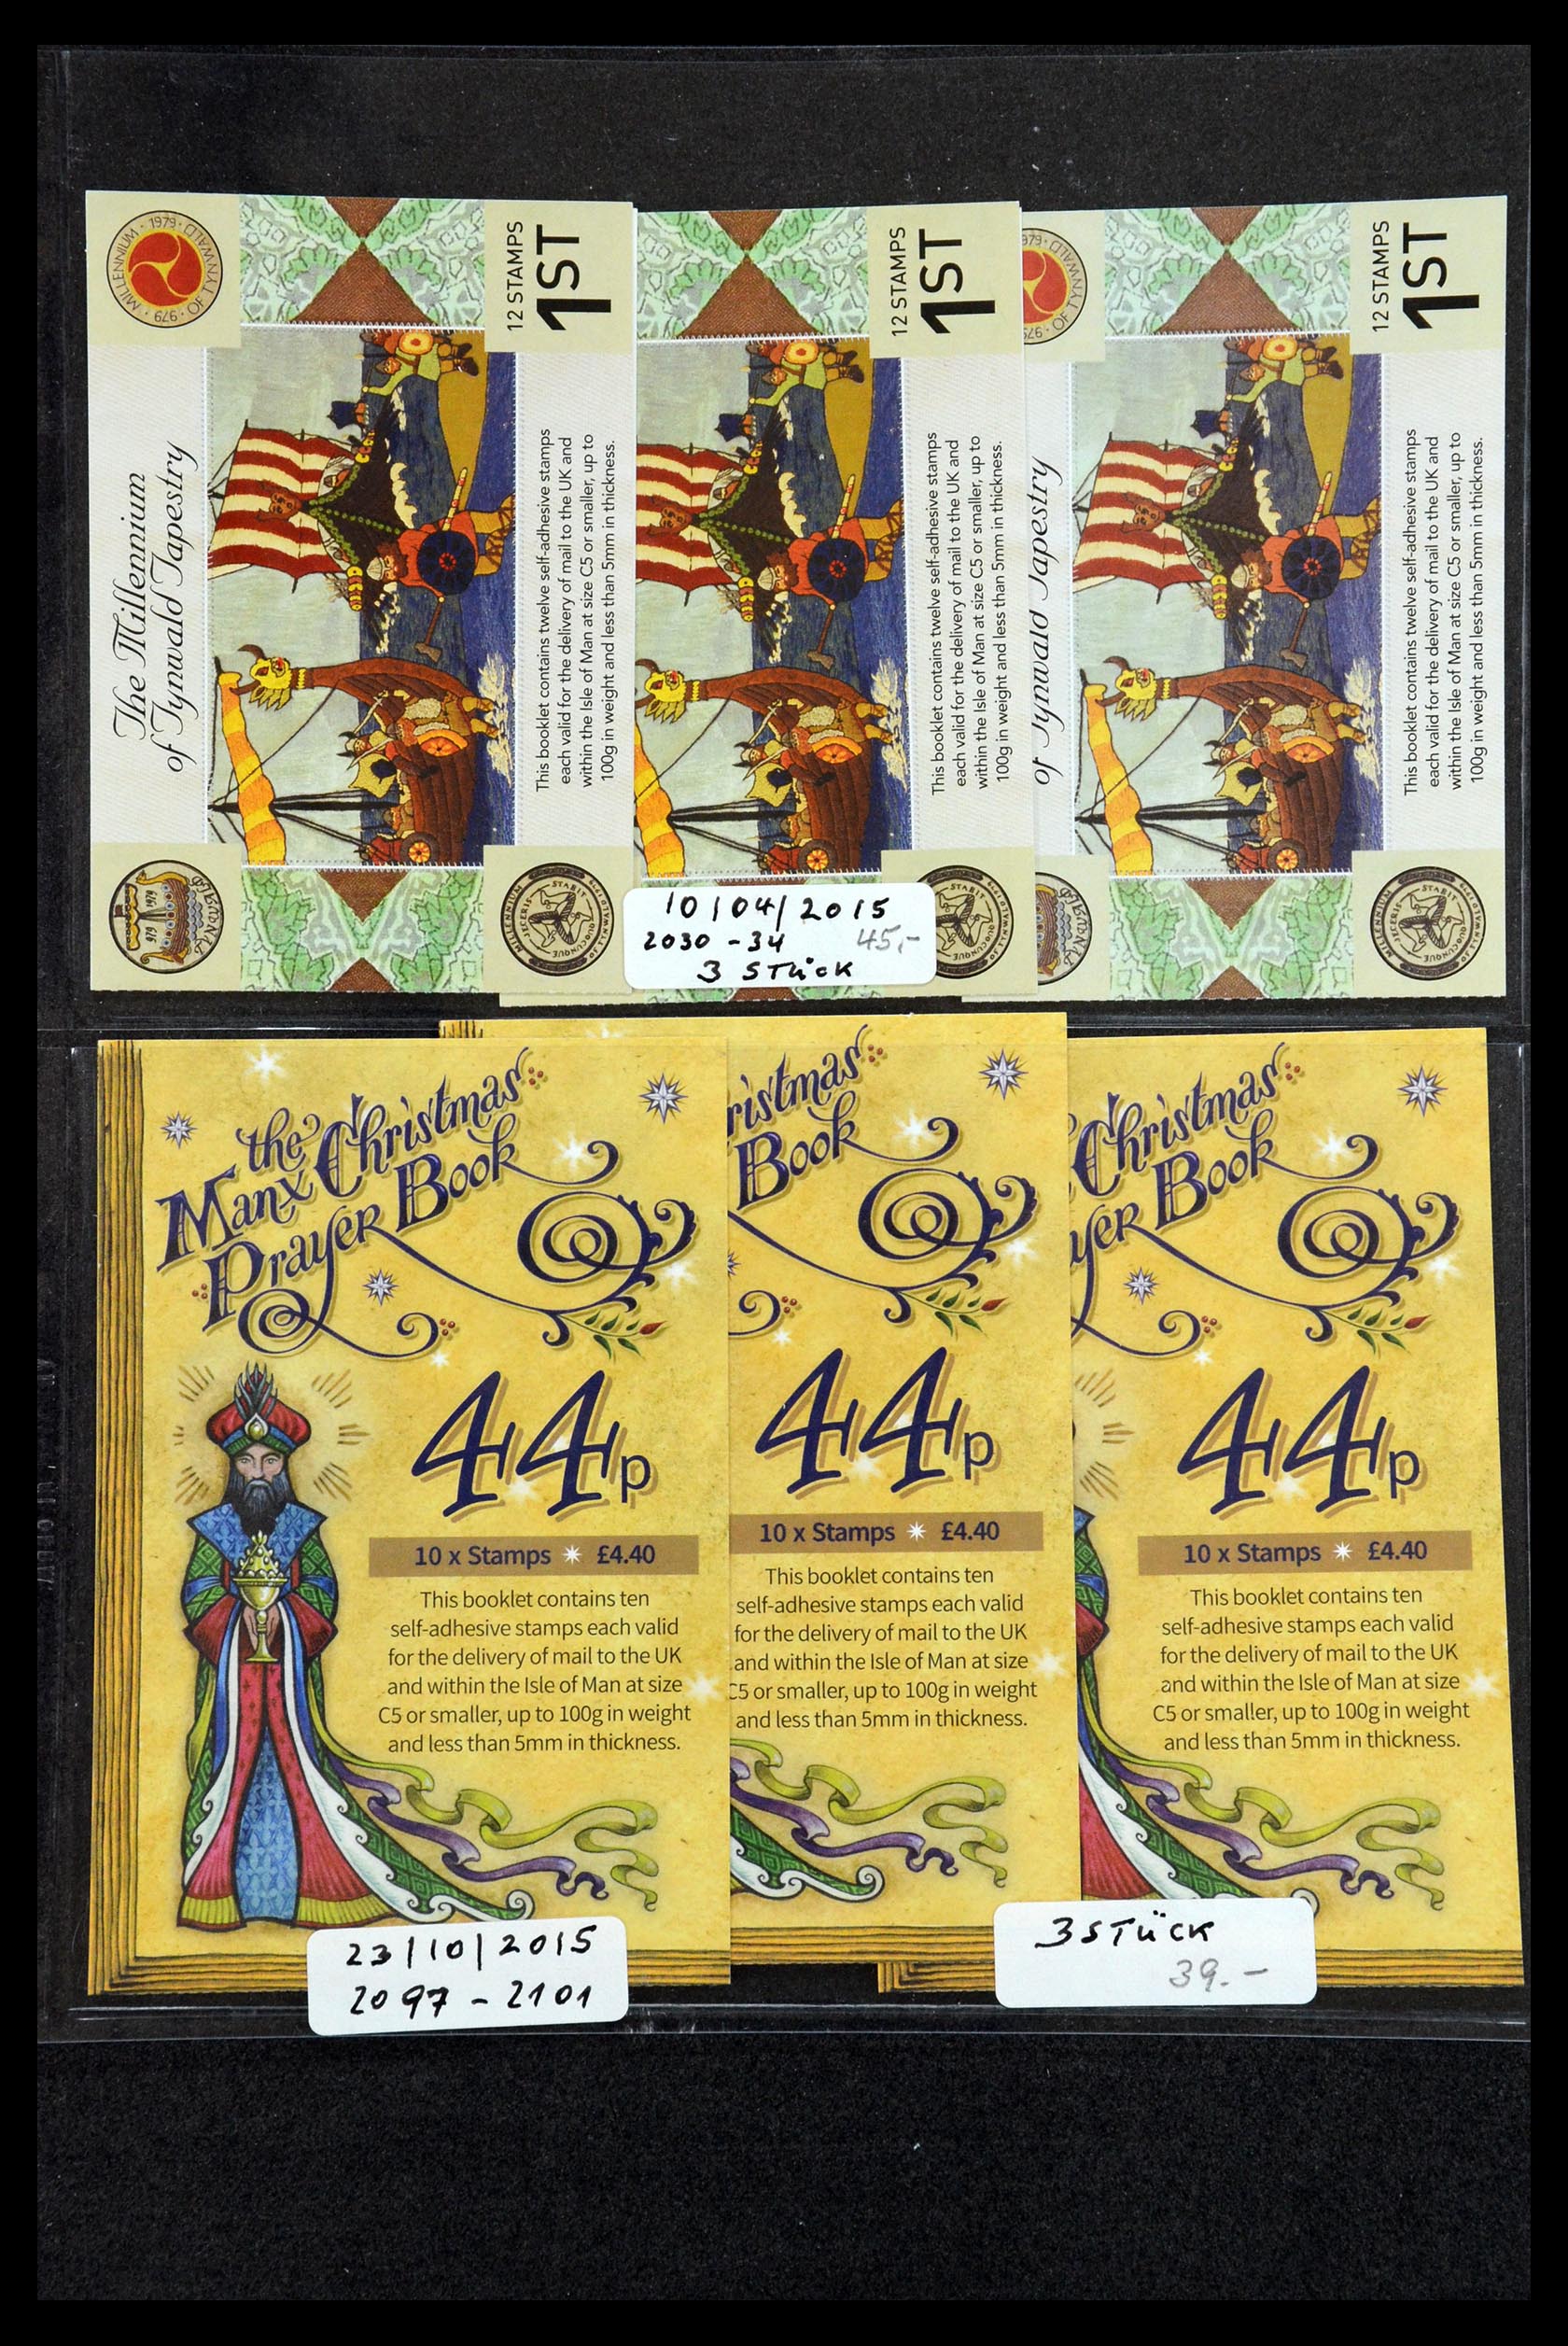 MILLENNIUM · 1979 · OF TYNWALD · 979 ·
The Millennium
of Tynwald Tapestry
12 STAMPS
1ST
This booklet contains twelve self-adhesive stamps
each valid for the delivery of mail to the UK and
within the Isle of Man at size C5 or smaller, up to
100g in weight and less than 5mm in thickness.
12 STAMPS
1ST
This booklet contains twelve self-adhesive stamps
each valid for the delivery of mail to the UK and
within the Isle of Man at size C5 or smaller, up to
100g in weight and less than 5mm in thickness.
of Tynwald Tapestry
12 STAMPS
1ST
This booklet contains twelve self-adhesive stamps
each valid for the delivery of mail to the UK and
within the Isle of Man at size C5 or smaller, up to
100g in weight and less than 5mm in thickness.
10/04/2015
2030 - 34 45,-
3 STüCK
the
Manx Christmas
Prayer Book
44p
10 x Stamps £4.40
This booklet contains ten
self-adhesive stamps each valid
for the delivery of mail to the UK
and within the Isle of Man at size
C5 or smaller, up to 100g in weight
and less than 5mm in thickness.
ristmas
Book
44p
10 x Stamps £4.40
This booklet contains ten
self-adhesive stamps each valid
for the delivery of mail to the UK
and within the Isle of Man at size
C5 or smaller, up to 100g in weight
and less than 5mm in thickness.
Christmas
yer Book
44p
10 x Stamps £4.40
This booklet contains ten
self-adhesive stamps each valid
for the delivery of mail to the UK
and within the Isle of Man at size
C5 or smaller, up to 100g in weight
and less than 5mm in thickness.
23/10/2015
2097 - 2101
3 STüCK
39.-